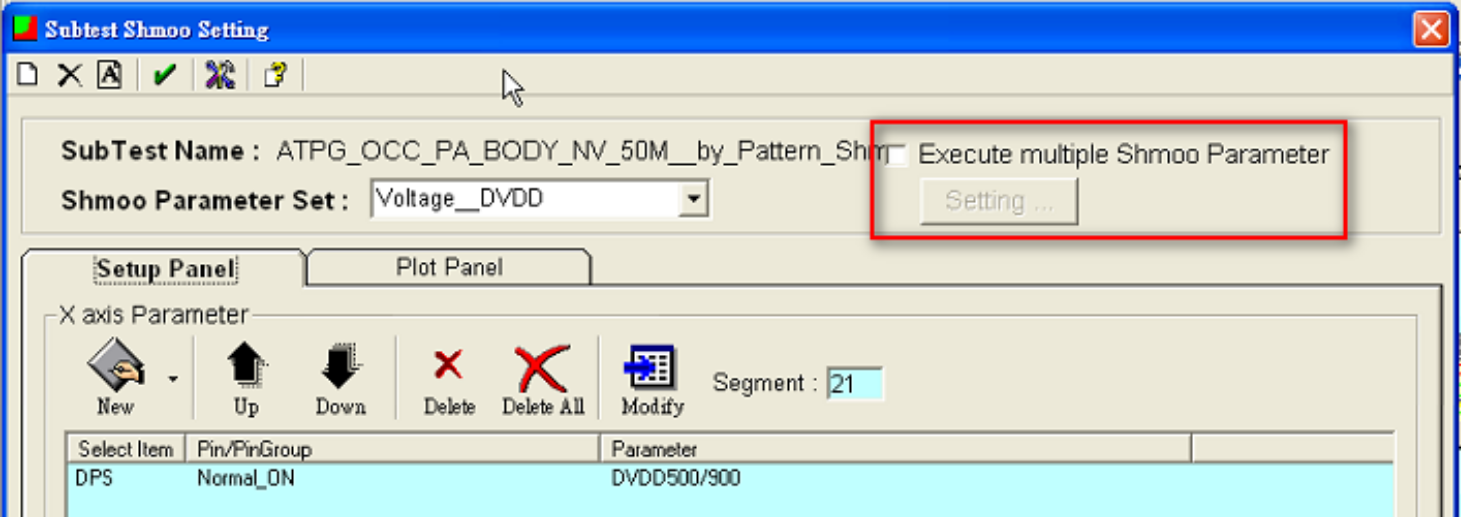 Subtest Shmoo Setting
SubTest Name : ATPG_OCC_PA_BODY_NV_50M__by_Pattern_Shm
Execute multiple Shmoo Parameter
Shmoo Parameter Set : Voltage__DVDD
Setting ...
Setup Panel Plot Panel
X axis Parameter
New Up Down Delete Delete All Modify Segment : 21
Select Item Pin/PinGroup Parameter
DPS Normal_ON DVDD500/900